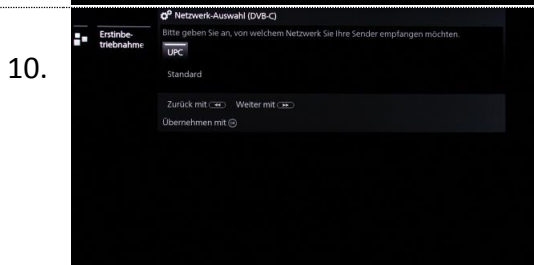 Netzwerk-Auswahl (DVB-C)
Erstinbe-
triebnahme
Bitte geben Sie an, von welchem Netzwerk Sie Ihre Sender empfangen möchten.
10.
UPC
Standard
Zurück mit Weiter mit
Übernehmen mit